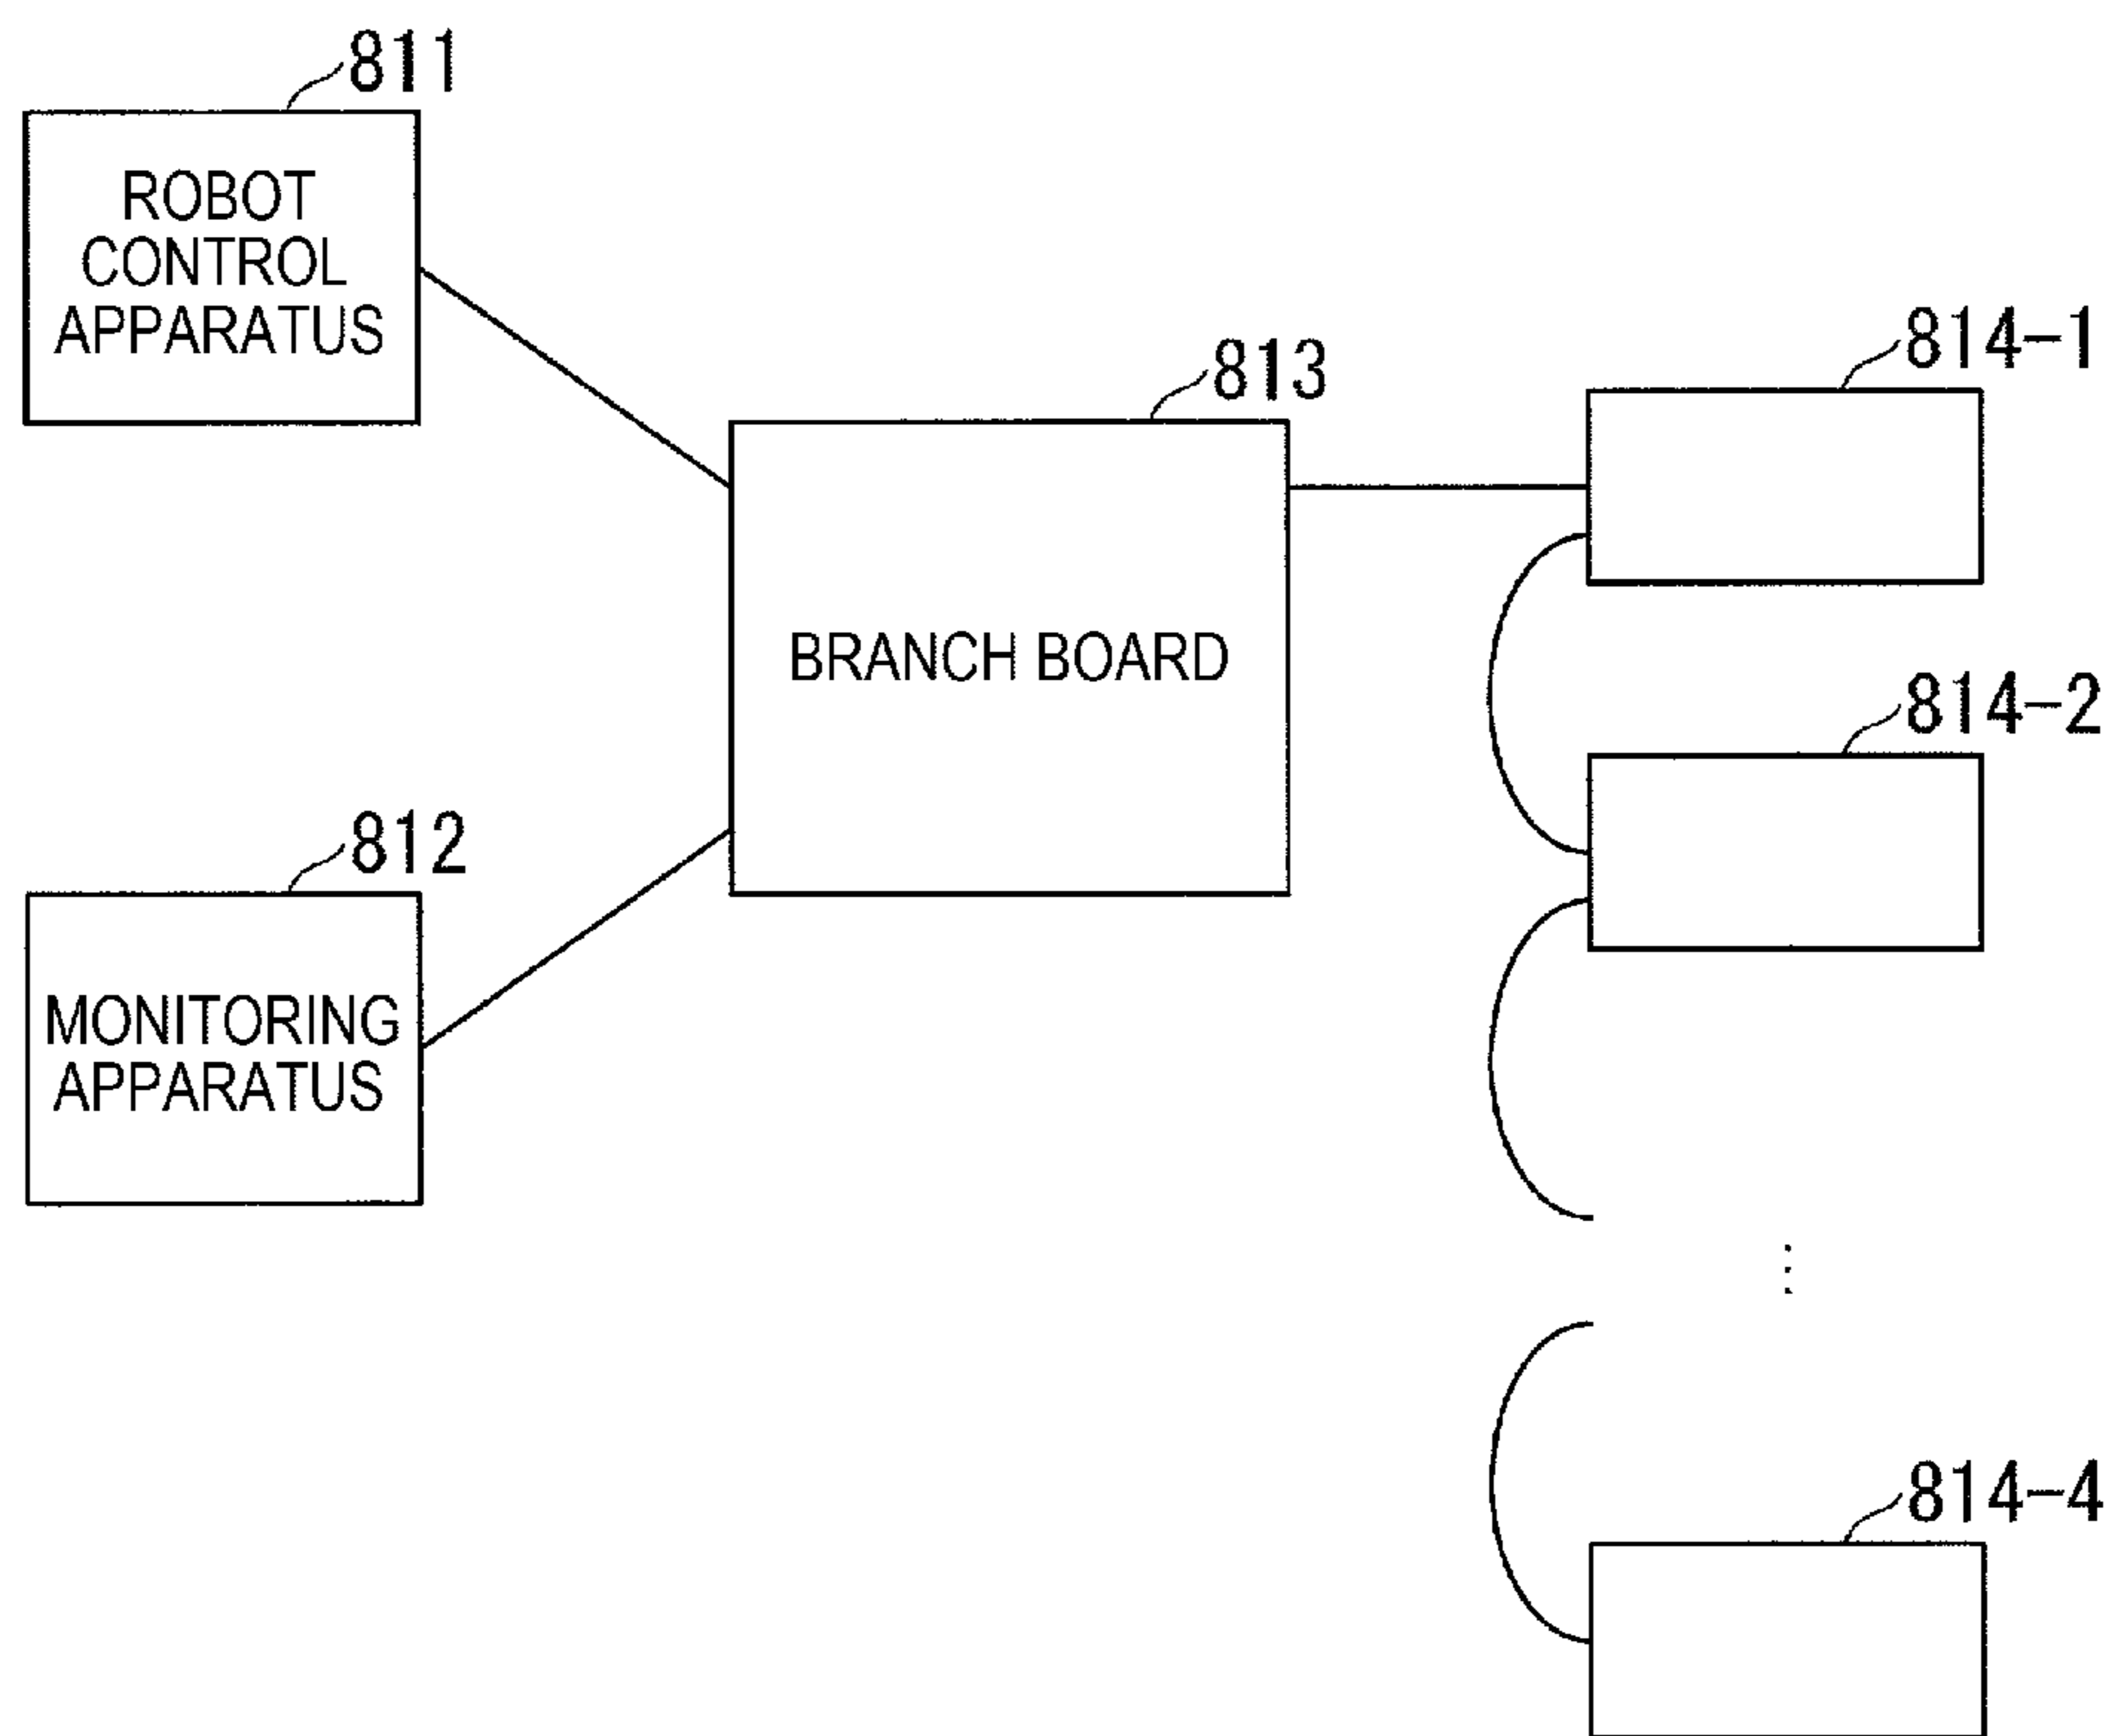 811
ROBOT
CONTROL
APPARATUS
813
BRANCH BOARD
812
MONITORING
APPARATUS
814-1
814-2
814-4